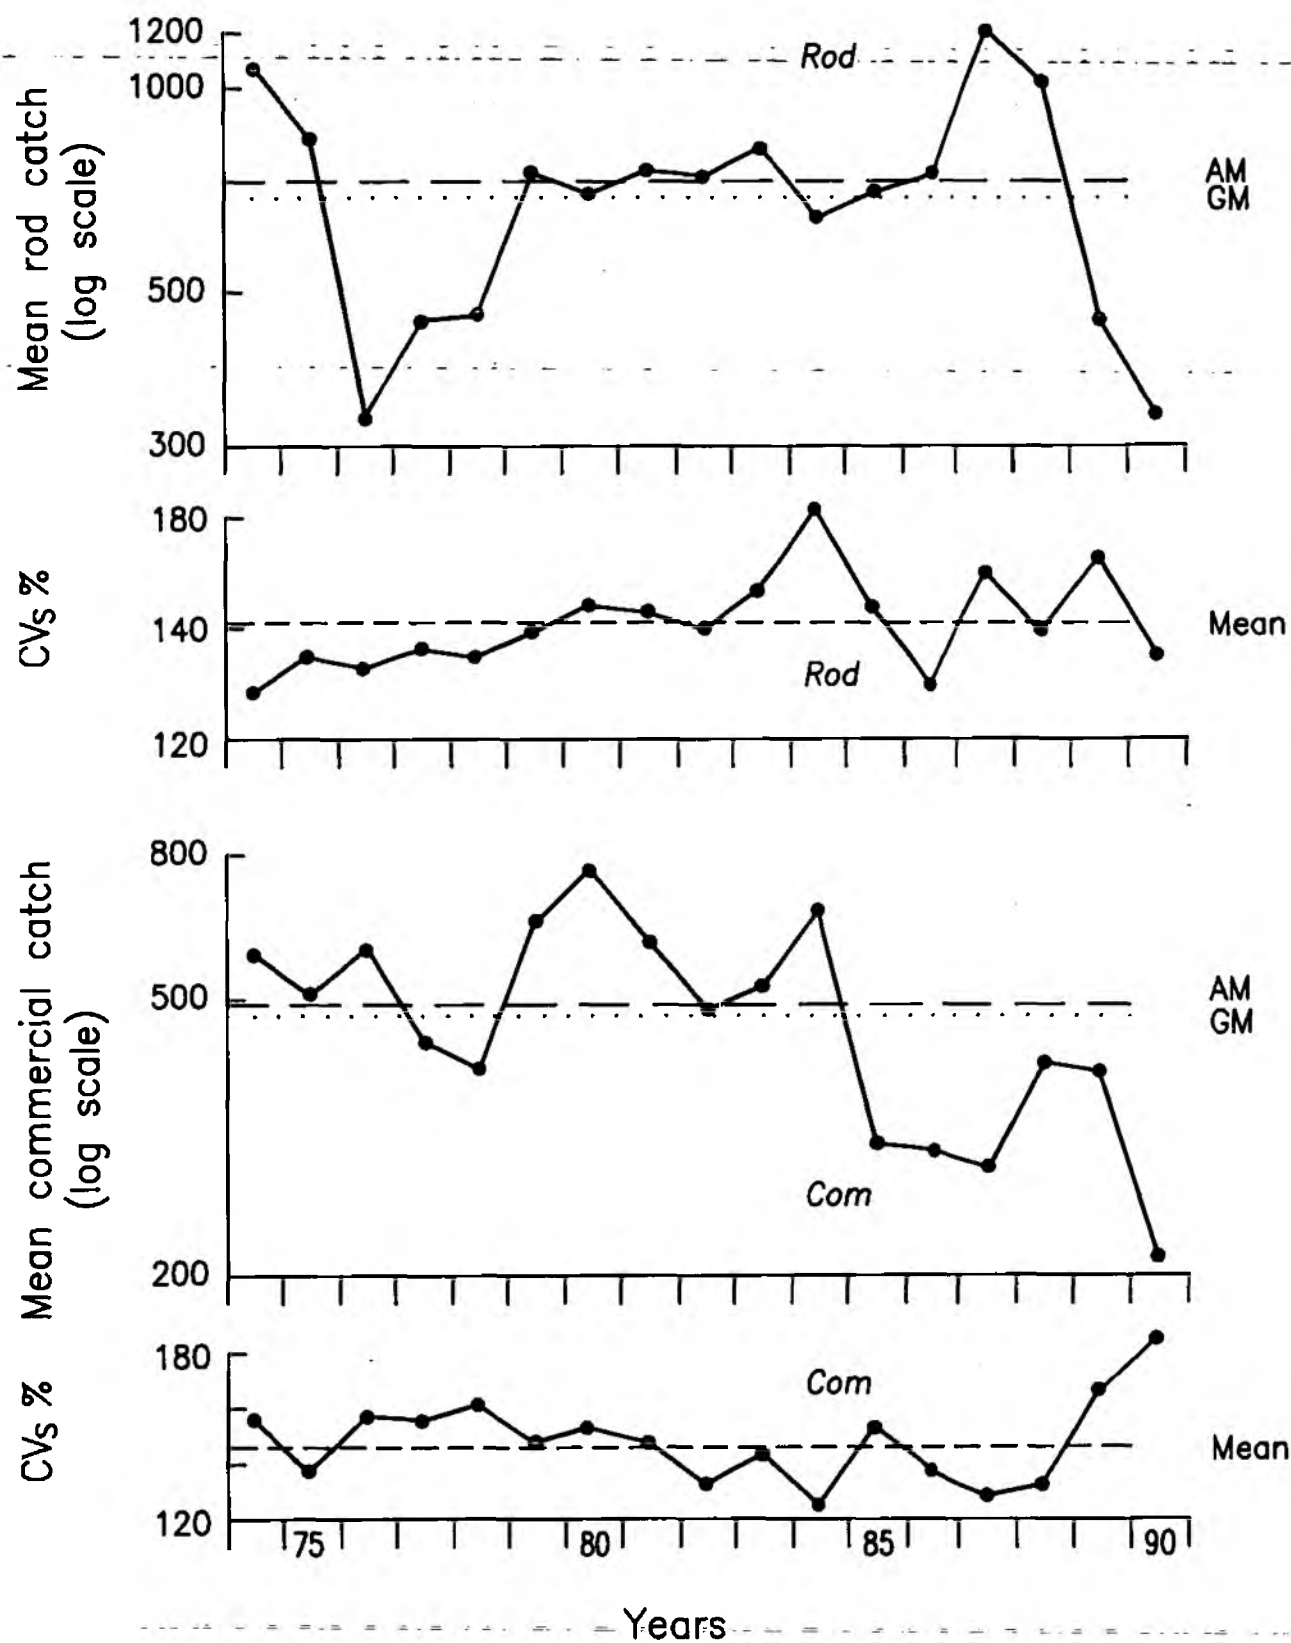 Mean rod catch
(log scale)
1200
1000
500
300
Rod
AM
GM
CVs %
180
140
120
Rod
Mean
Mean commercial catch
(log scale)
800
500
200
Com
AM
GM
CVs %
180
120
Com
Mean
75 80 85 90
Years